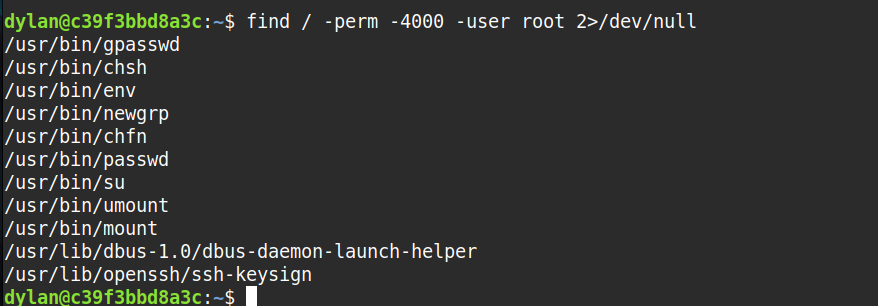 dylan@c39f3bbd8a3c:~$ find / -perm -4000 -user root 2>/dev/null
/usr/bin/gpasswd
/usr/bin/chsh
/usr/bin/env
/usr/bin/newgrp
/usr/bin/chfn
/usr/bin/passwd
/usr/bin/su
/usr/bin/umount
/usr/bin/mount
/usr/lib/dbus-1.0/dbus-daemon-launch-helper
/usr/lib/openssh/ssh-keysign
dylan@c39f3bbd8a3c:~$